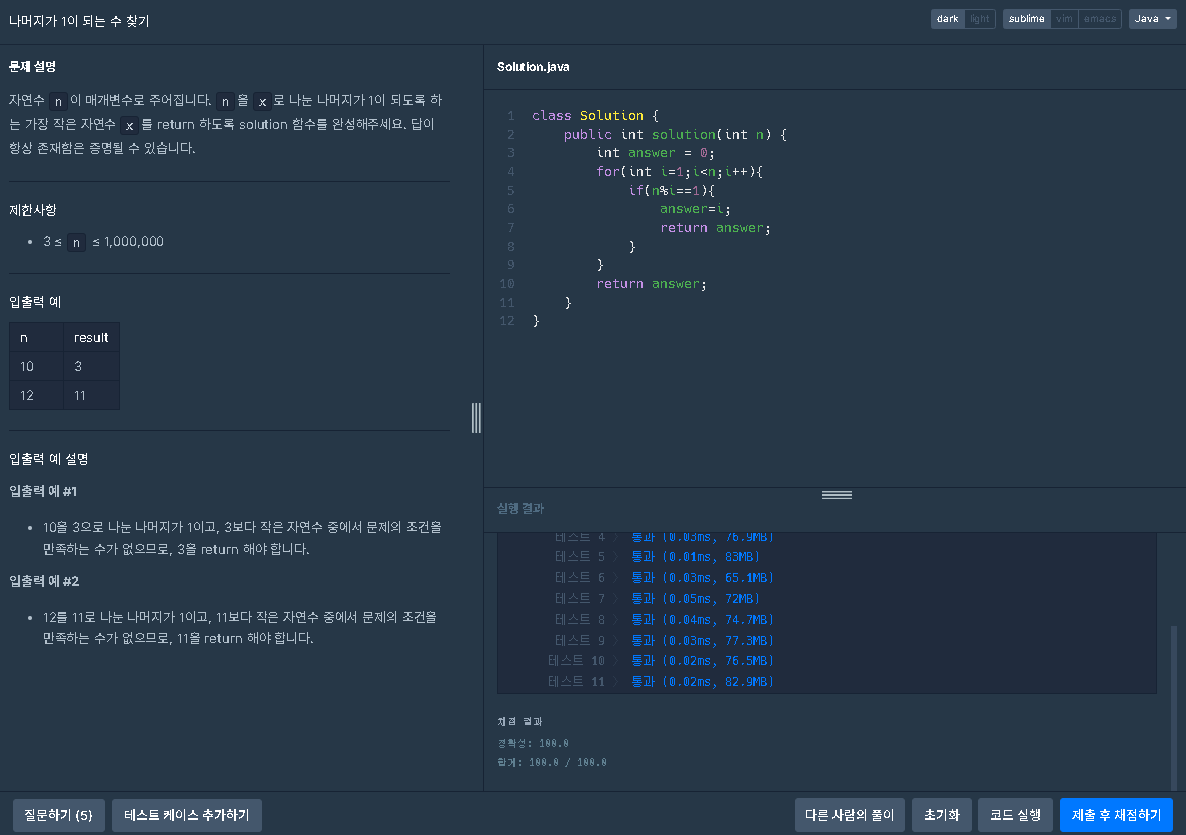 나머지가 1이 되는 수 찾기
dark light sublime vim emacs Java
문제 설명
자연수 n이 매개변수로 주어집니다. n을 x로 나눈 나머지가 1이 되도록 하
는 가장 작은 자연수 x를 return 하도록 solution 함수를 완성해주세요. 답이
항상 존재함은 증명될 수 있습니다.
제한사항
• 3 ≤ n ≤ 1,000,000
입출력 예
n result
10 3
12 11
입출력 예 설명
입출력 예 #1
• 10을 3으로 나눈 나머지가 1이고, 3보다 작은 자연수 중에서 문제의 조건을
만족하는 수가 없으므로, 3을 return 해야 합니다.
입출력 예 #2
• 12를 11로 나눈 나머지가 1이고, 11보다 작은 자연수 중에서 문제의 조건을
만족하는 수가 없으므로, 11을 return 해야 합니다.
Solution.java
1 class Solution {
2 public int solution(int n) {
3 int answer = 0;
4 for(int i=1;i<n;i++){
5 if(n%i==1){
6 answer=i;
7 return answer;
8 }
9 }
10 return answer;
11 }
12 }
실행 결과
테스트 4 〉 통과 (0.03ms, 76.9MB)
테스트 5 〉 통과 (0.01ms, 83MB)
테스트 6 〉 통과 (0.03ms, 65.1MB)
테스트 7 〉 통과 (0.05ms, 72MB)
테스트 8 〉 통과 (0.04ms, 74.7MB)
테스트 9 〉 통과 (0.03ms, 77.3MB)
테스트 10 〉 통과 (0.02ms, 76.5MB)
테스트 11 〉 통과 (0.02ms, 82.9MB)
채점 결과
정확성: 100.0
합계: 100.0 / 100.0
질문하기 (5) 테스트 케이스 추가하기 다른 사람의 풀이 초기화 코드 실행 제출 후 채점하기